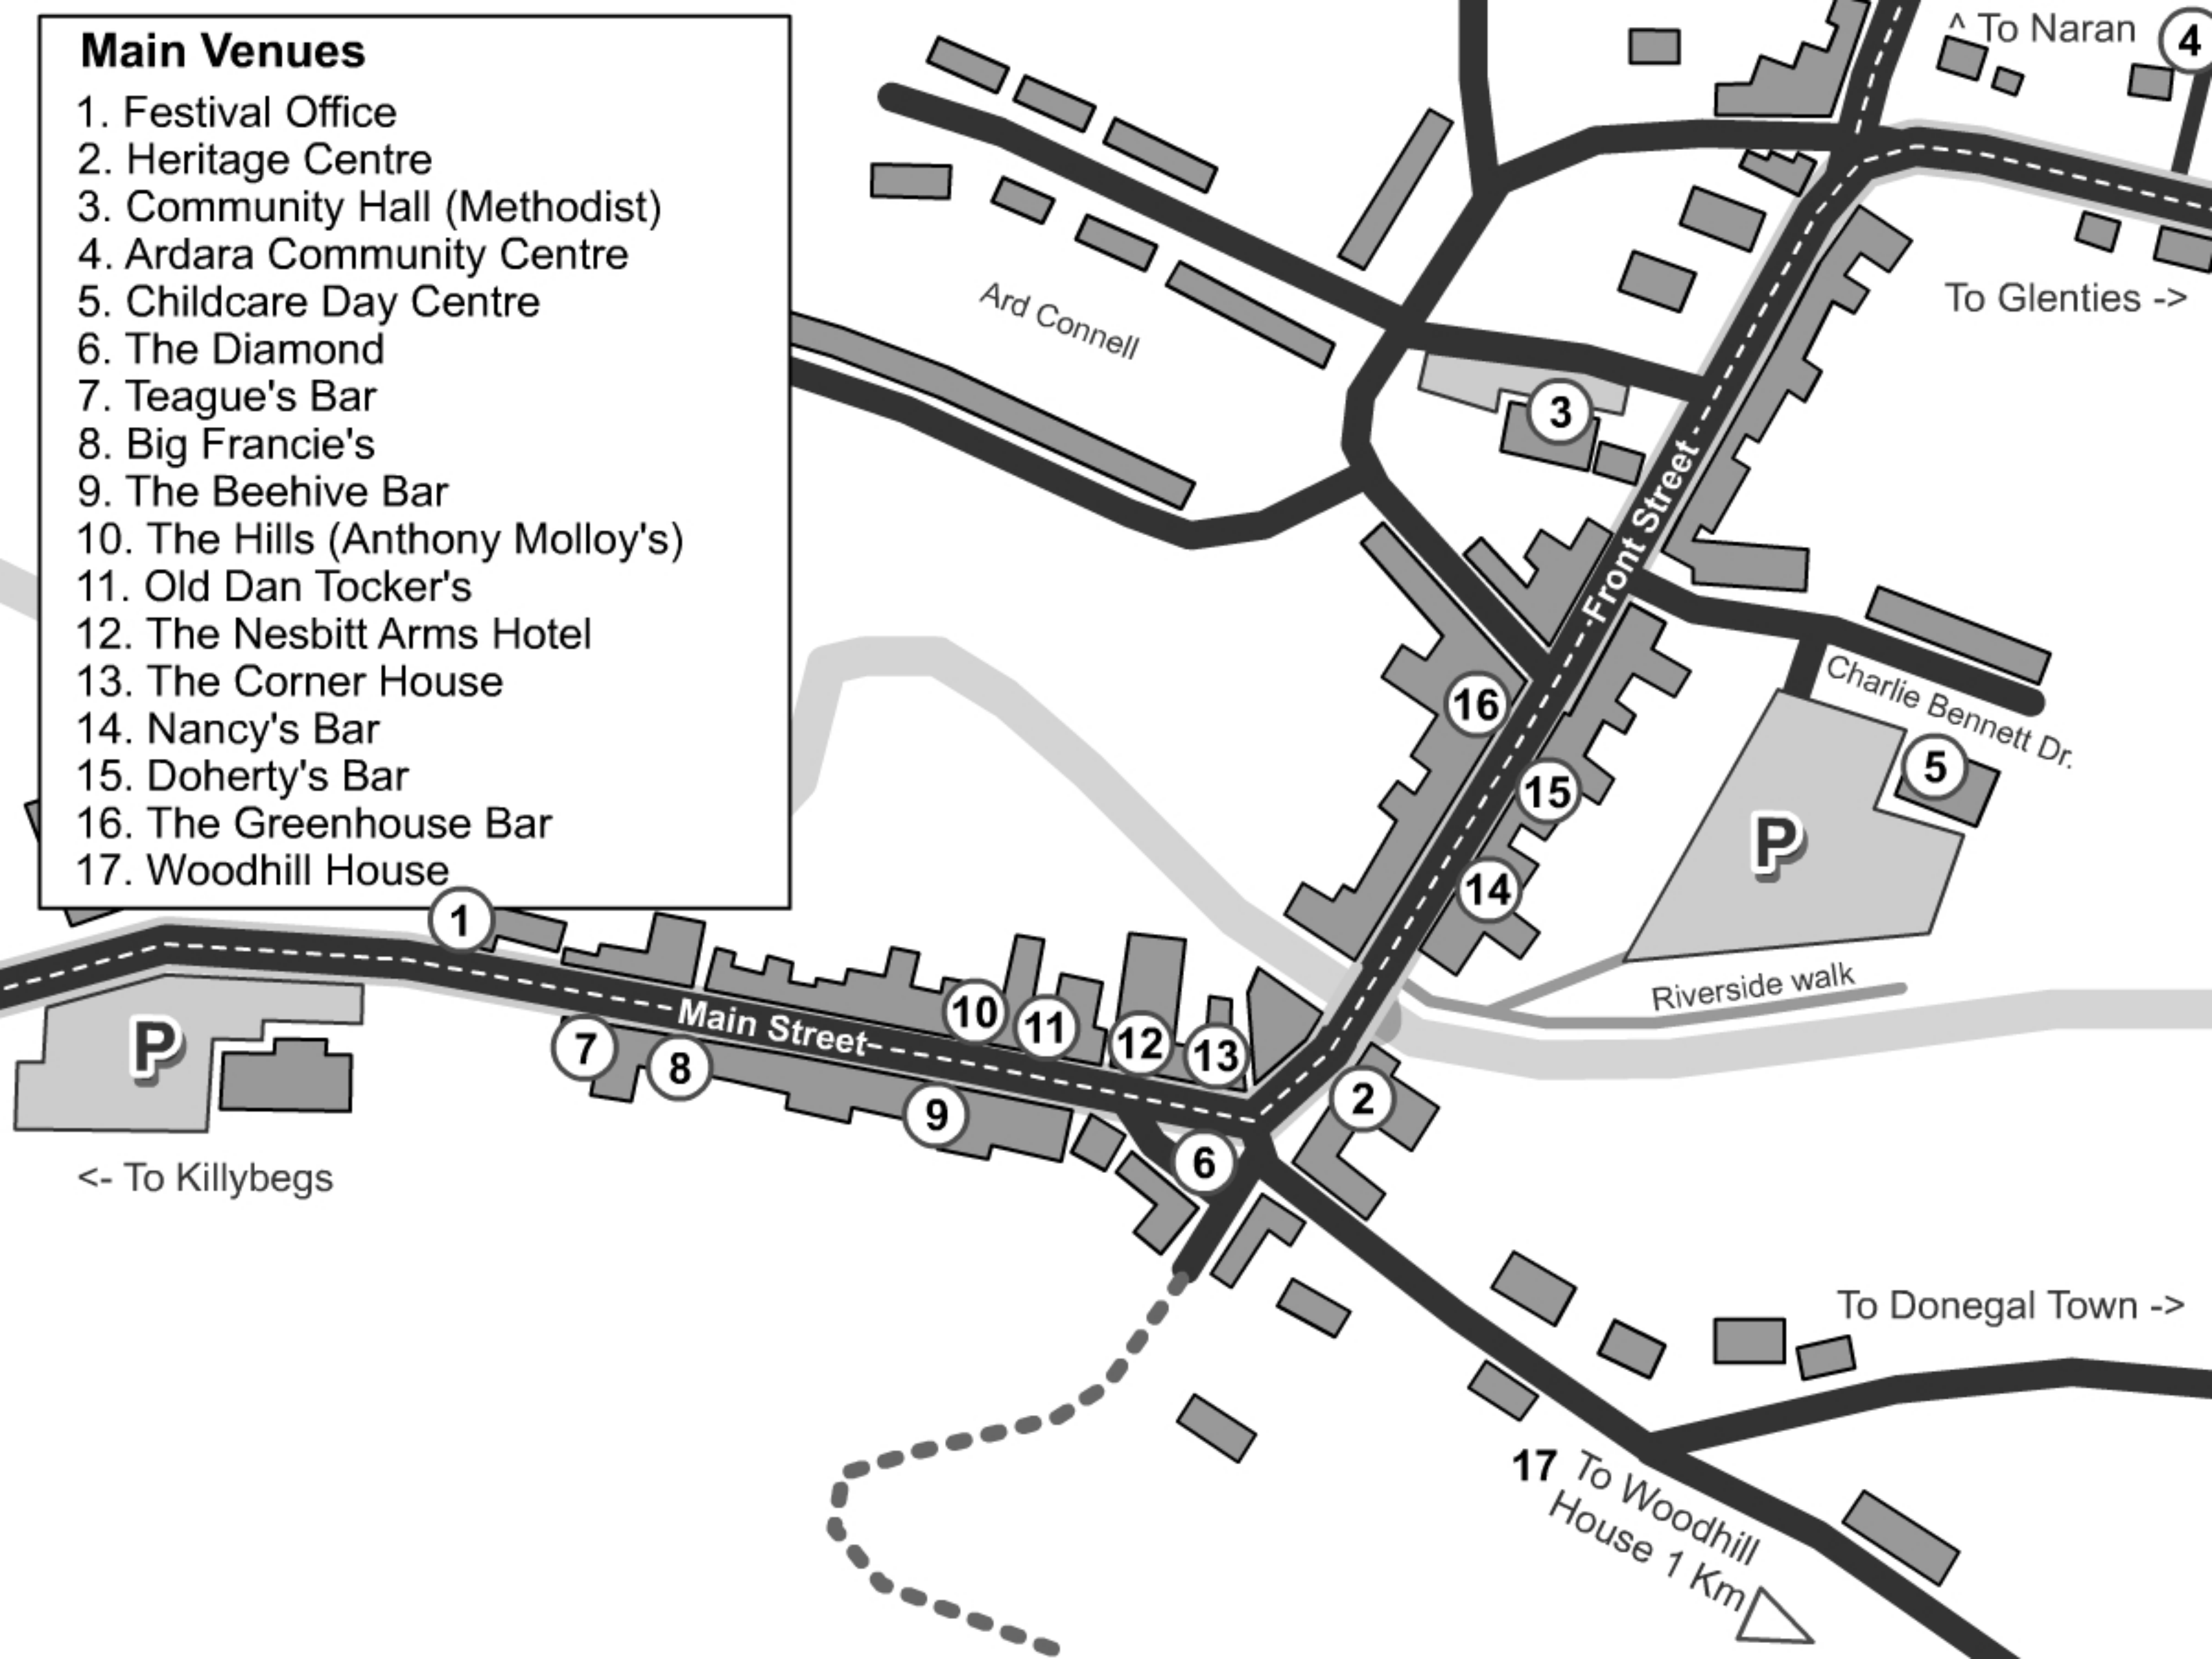 Main Venues
1. Festival Office
2. Heritage Centre
3. Community Hall (Methodist)
4. Ardara Community Centre
5. Childcare Day Centre
6. The Diamond
7. Teague's Bar
8. Big Francie's
9. The Beehive Bar
10. The Hills (Anthony Molloy's)
11. Old Dan Tocker's
12. The Nesbitt Arms Hotel
13. The Corner House
14. Nancy's Bar
15. Doherty's Bar
16. The Greenhouse Bar
17. Woodhill House
^ To Naran
4
To Glenties ->
Ard Connell
3
Front Street
Charlie Bennett Dr.
16
5
15
P
14
1
Riverside walk
Main Street
10
11
12
13
P
7
8
9
2
6
<- To Killybegs
To Donegal Town ->
17 To Woodhill
House 1 Km